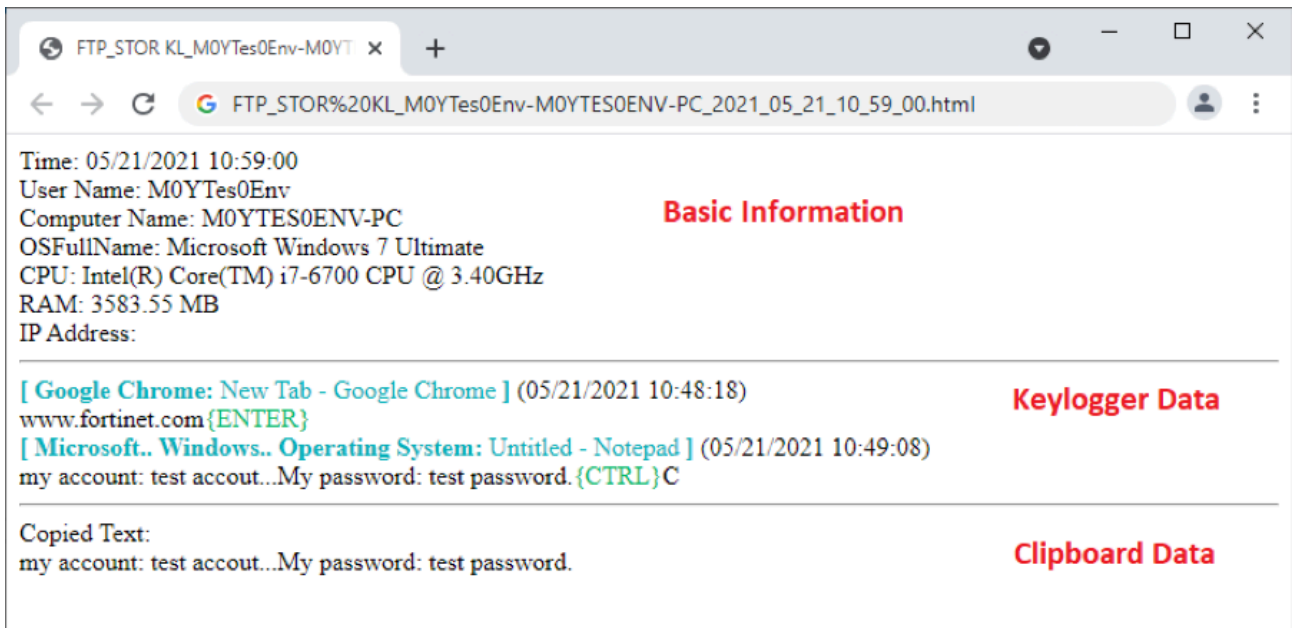 FTP_STOR KL_M0YTes0Env-M0YT
FTP_STOR%20KL_M0YTes0Env-M0YTES0ENV-PC_2021_05_21_10_59_00.html
Time: 05/21/2021 10:59:00
User Name: M0YTes0Env
Computer Name: M0YTES0ENV-PC
Basic Information
OSFullName: Microsoft Windows 7 Ultimate
CPU: Intel(R) Core(TM) i7-6700 CPU @ 3.40GHz
RAM: 3583.55 MB
IP Address:
[ Google Chrome: New Tab - Google Chrome ] (05/21/2021 10:48:18)
Keylogger Data
www.fortinet.com{ENTER}
[ Microsoft.. Windows.. Operating System: Untitled - Notepad ] (05/21/2021 10:49:08)
my account: test accout...My password: test password.{CTRL}C
Copied Text:
my account: test accout...My password: test password.
Clipboard Data